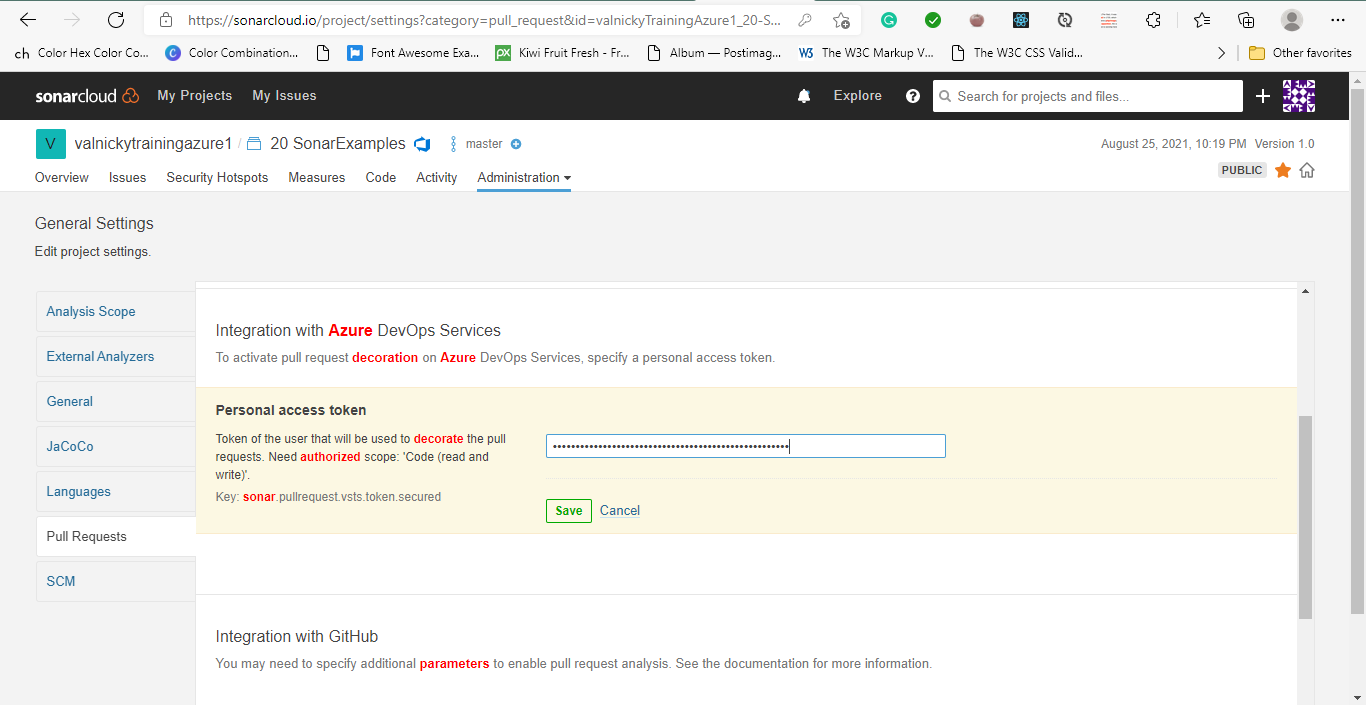 https://sonarcloud.io/project/settings?category=pull_request&id=valnickyTrainingAzure1_20-S...
ch Color Hex Color Co... C Color Combination... Font Awesome Exa... px Kiwi Fruit Fresh - Fr... Album — Postimag... W3 The W3C Markup V... The W3C CSS Valid... Other favorites
sonarcloud My Projects My Issues Explore ? Search for projects and files... +
V valnickytrainingazure1 / 20 SonarExamples master August 25, 2021, 10:19 PM Version 1.0
Overview Issues Security Hotspots Measures Code Activity Administration PUBLIC
General Settings
Edit project settings.
Analysis Scope
External Analyzers
General
JaCoCo
Languages
Pull Requests
SCM
Integration with Azure DevOps Services
To activate pull request decoration on Azure DevOps Services, specify a personal access token.
Personal access token
Token of the user that will be used to decorate the pull
requests. Need authorized scope: 'Code (read and
write)'.
Key: sonar.pullrequest.vsts.token.secured
Save Cancel
Integration with GitHub
You may need to specify additional parameters to enable pull request analysis. See the documentation for more information.